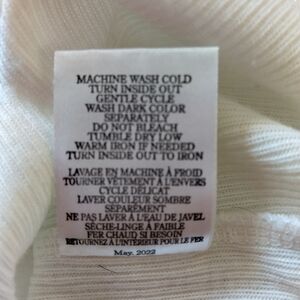 MACHINE WASH COLD
TURN INSIDE OUT
GENTLE CYCLE
WASH DARK COLOR
SEPARATELY
DO NOT BLEACH
TUMBLE DRY LOW
WARM IRON IF NEEDED
TURN INSIDE OUT TO IRON
LAVAGE EN MACHINE À FROID
TOURNER VÊTEMENT À L'ENVERS
CYCLE DÉLICAT
LAVER COULEUR SOMBRE
SÉPARÉMENT
NE PAS LAVER À L'EAU DE JAVEL
SÈCHE-LINGE À FAIBLE
FER CHAUD SI BESOIN
RETOURNEZ À L'INTÉRIEUR POUR LE FER
May. 2022